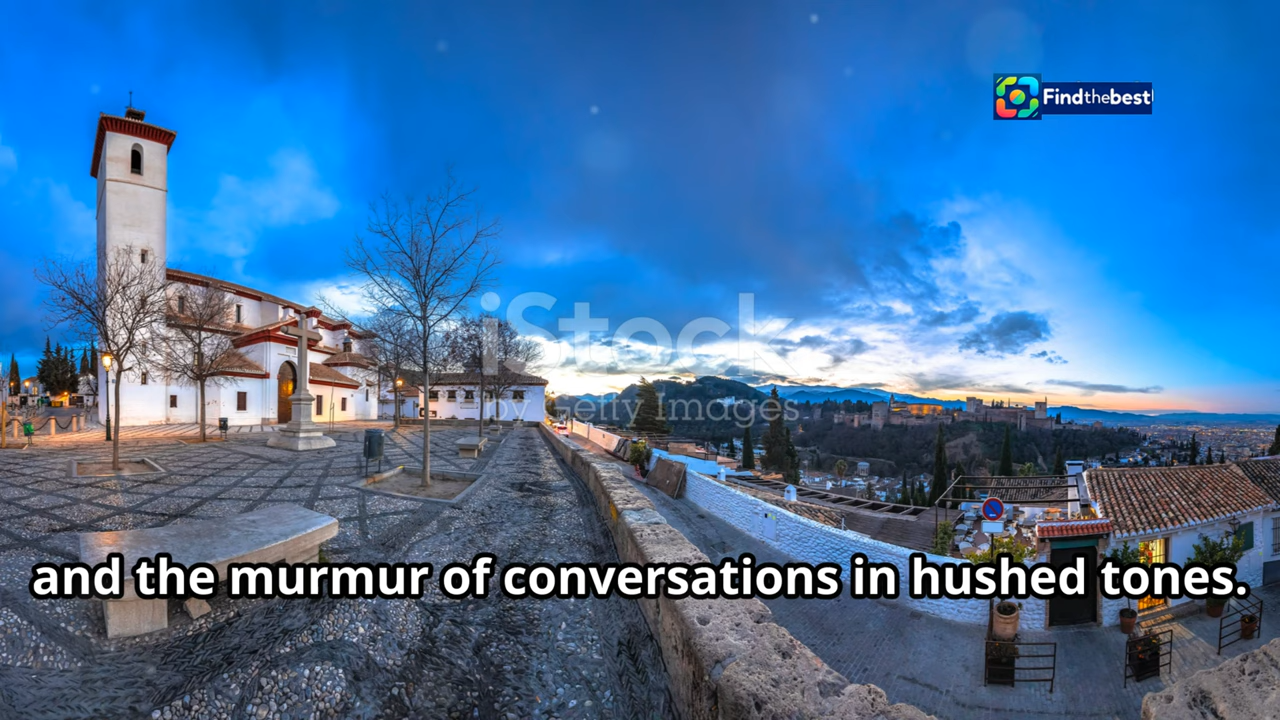 Findthebest
iStock
by Getty Images
and the murmur of conversations in hushed tones.